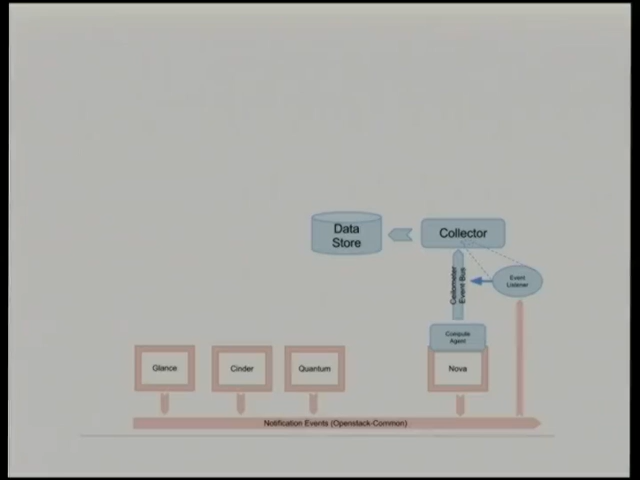 Data
Store
Collector
Ceilometer
Event Bus
Event
Listener
Compute
Agent
Glance
Cinder
Quantum
Nova
Notification Events (Openstack-Common)